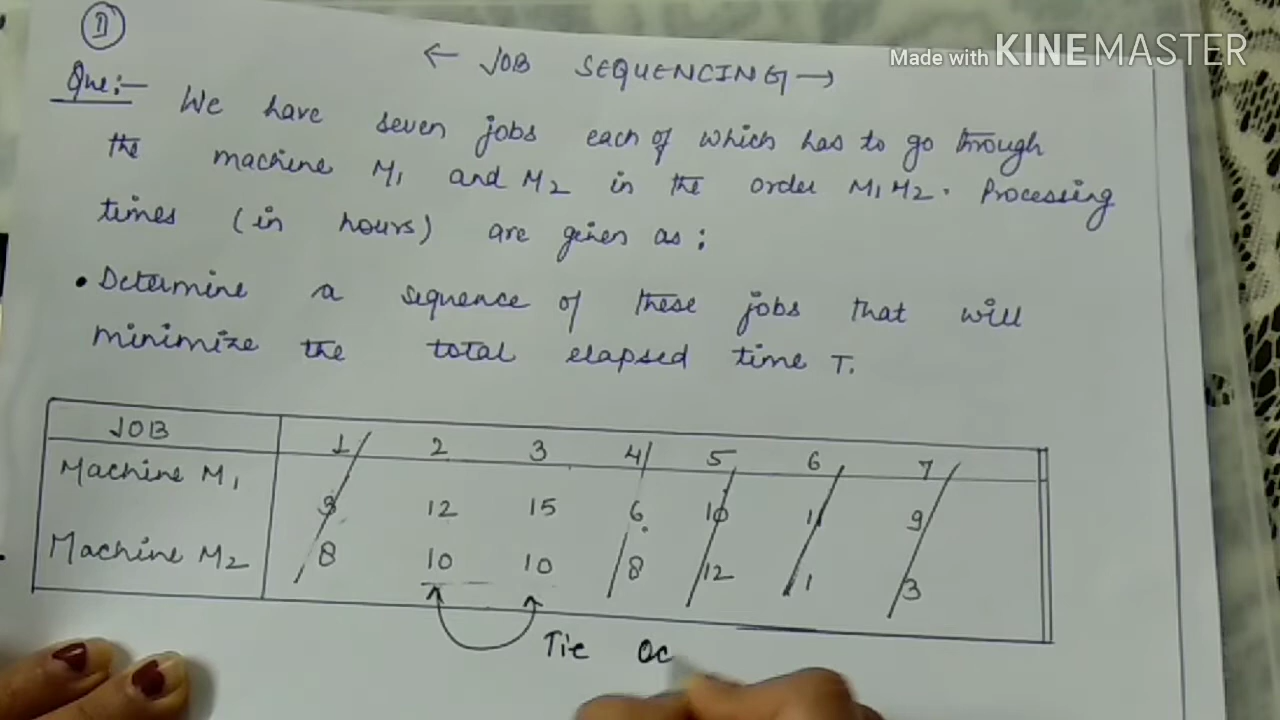 1
Made with KINEMASTER
← JOB SEQUENCING →
Que:- We have seven jobs each of which has to go through
the machine M1 and M2 in the order M1 M2. Processing
times (in hours) are given as:
• Determine a sequence of these jobs that will
minimize the total elapsed time T.
JOB 1 2 3 4 5 6 7
Machine M1 3 12 15 6 10 11 9
Machine M2 8 10 10 8 12 1 3
Tie oc